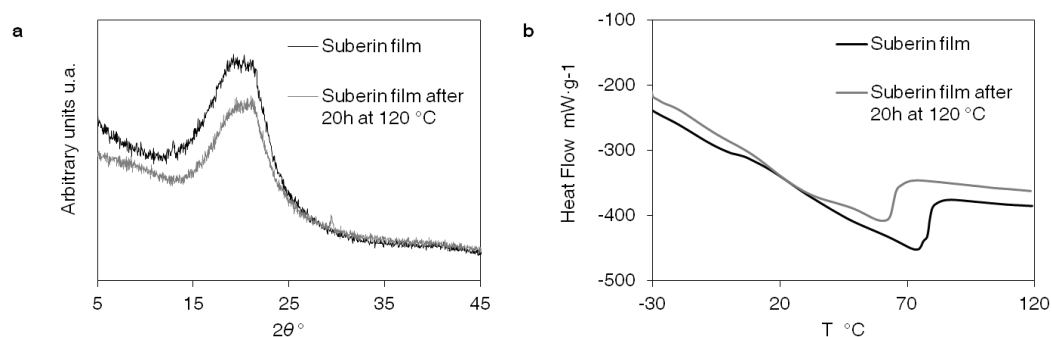 a
Arbitrary units u.a.
Suberin film
Suberin film after
20h at 120 °C
5
15
25
35
45
2θ °
b
Heat Flow mW·g-1
-100
-200
-300
-400
-500
Suberin film
Suberin film after
20h at 120 °C
-30
20
70
120
T °C